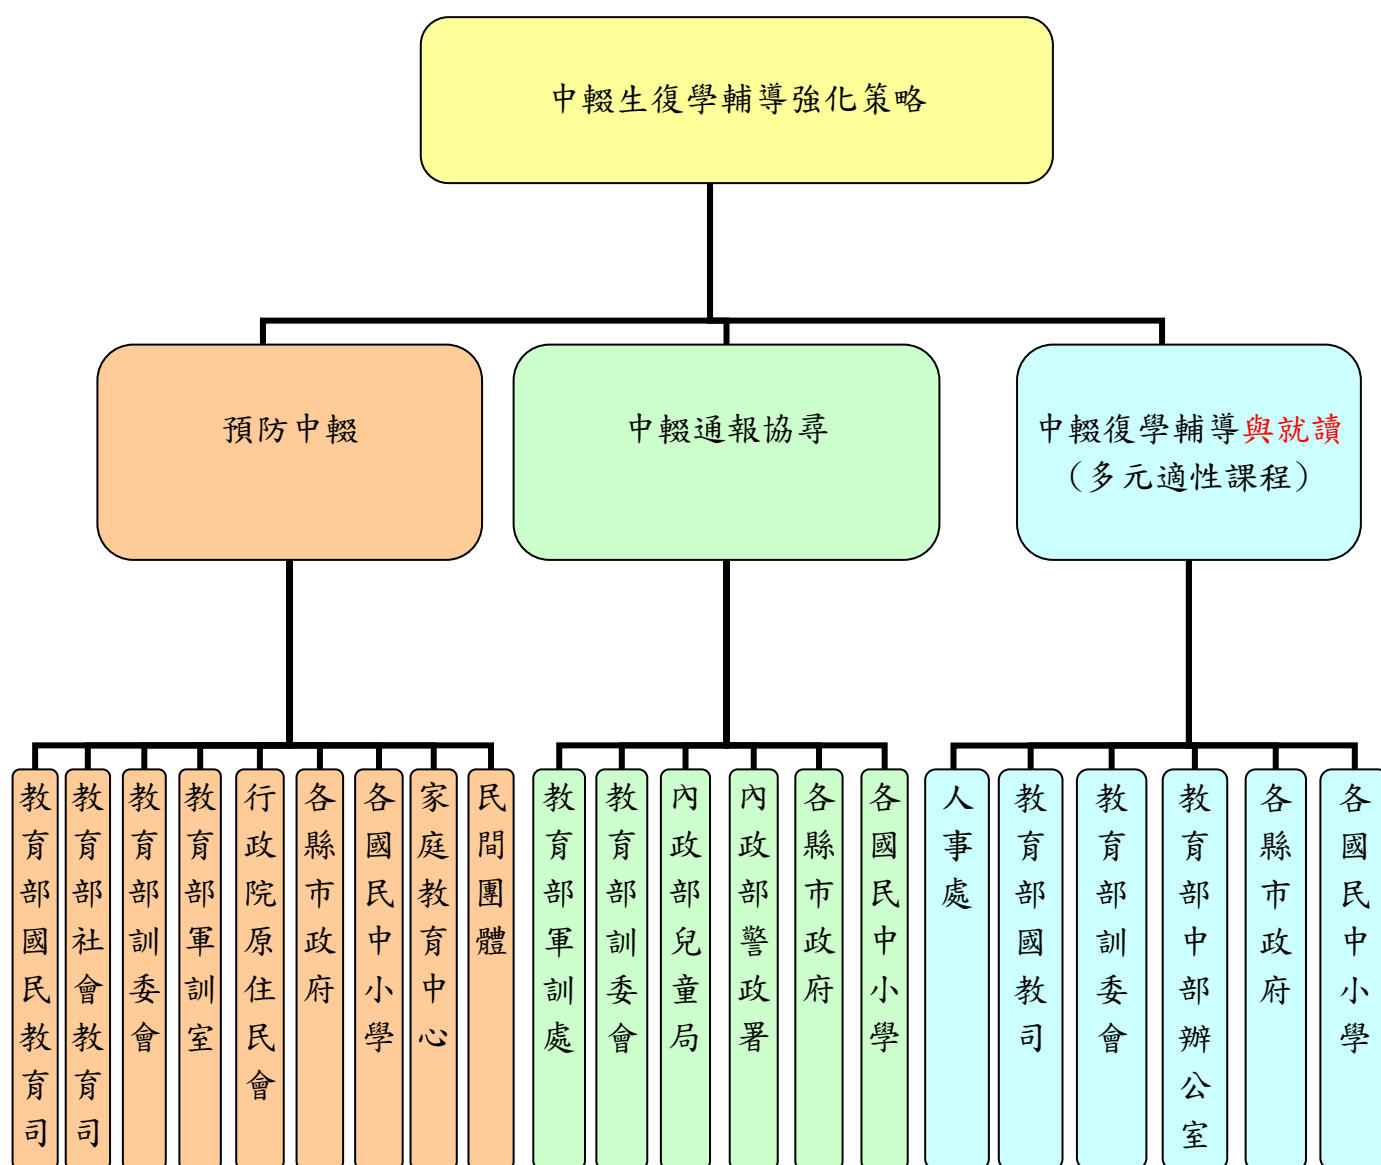 中輟生復學輔導強化策略
預防中輟
中輟通報協尋
中輟復學輔導與就讀
（多元適性課程）
教育部國民教育司
教育部社會教育司
教育部訓委會
教育部軍訓室
行政院原住民會
各縣市政府
各國民中小學
家庭教育中心
民間團體
教育部軍訓處
教育部訓委會
內政部兒童局
內政部警政署
各縣市政府
各國民中小學
人事處
教育部國教司
教育部訓委會
教育部中部辦公室
各縣市政府
各國民中小學